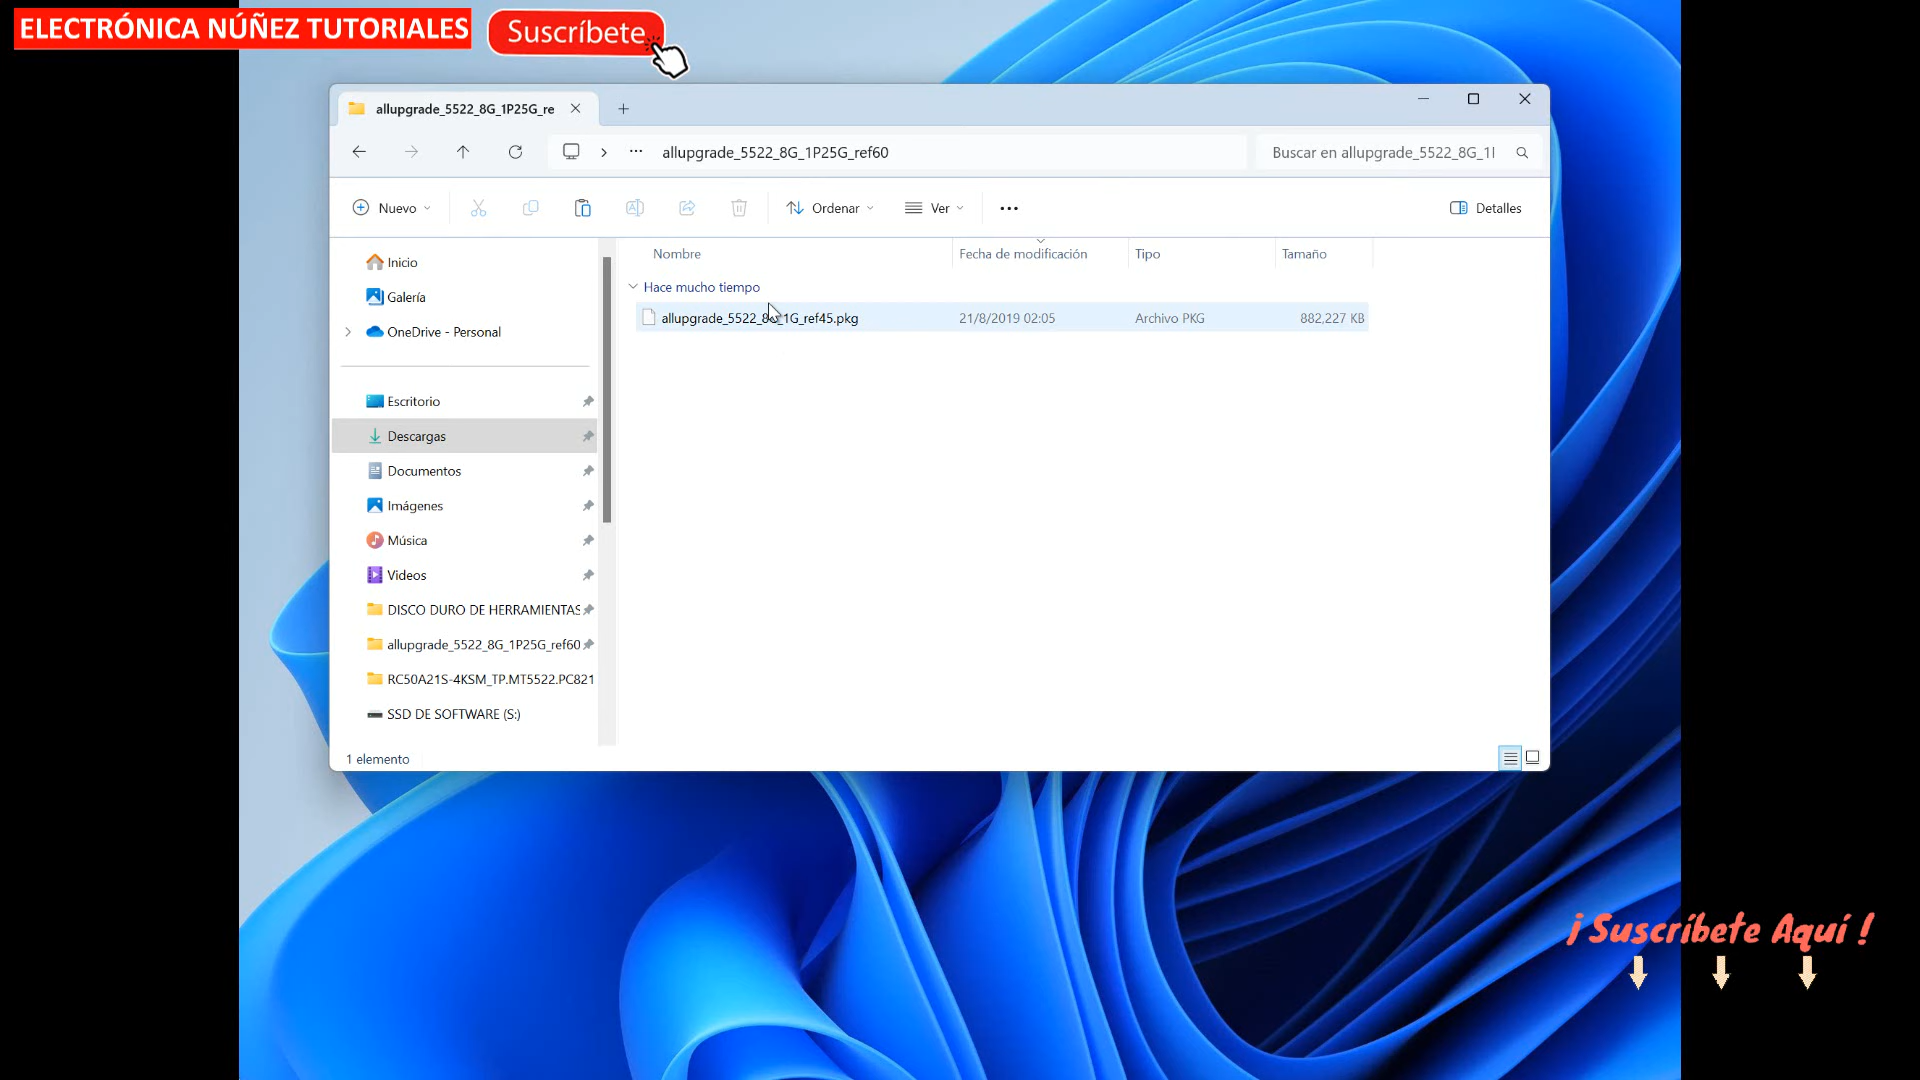 ELECTRÓNICA NÚÑEZ TUTORIALES
Suscríbete
allupgrade_5522_8G_1P25G_re
allupgrade_5522_8G_1P25G_ref60
Buscar en allupgrade_5522_8G_1I
Nuevo
Ordenar
Ver
Detalles
Inicio
Galería
OneDrive - Personal
Escritorio
Descargas
Documentos
Imágenes
Música
Videos
DISCO DURO DE HERRAMIENTAS
allupgrade_5522_8G_1P25G_ref60
RC50A21S-4KSM_TP.MT5522.PC821
SSD DE SOFTWARE (S:)
Nombre Fecha de modificación Tipo Tamaño
Hace mucho tiempo
allupgrade_5522_8G_1G_ref45.pkg 21/8/2019 02:05 Archivo PKG 882,227 KB
1 elemento
¡ Suscríbete Aquí !